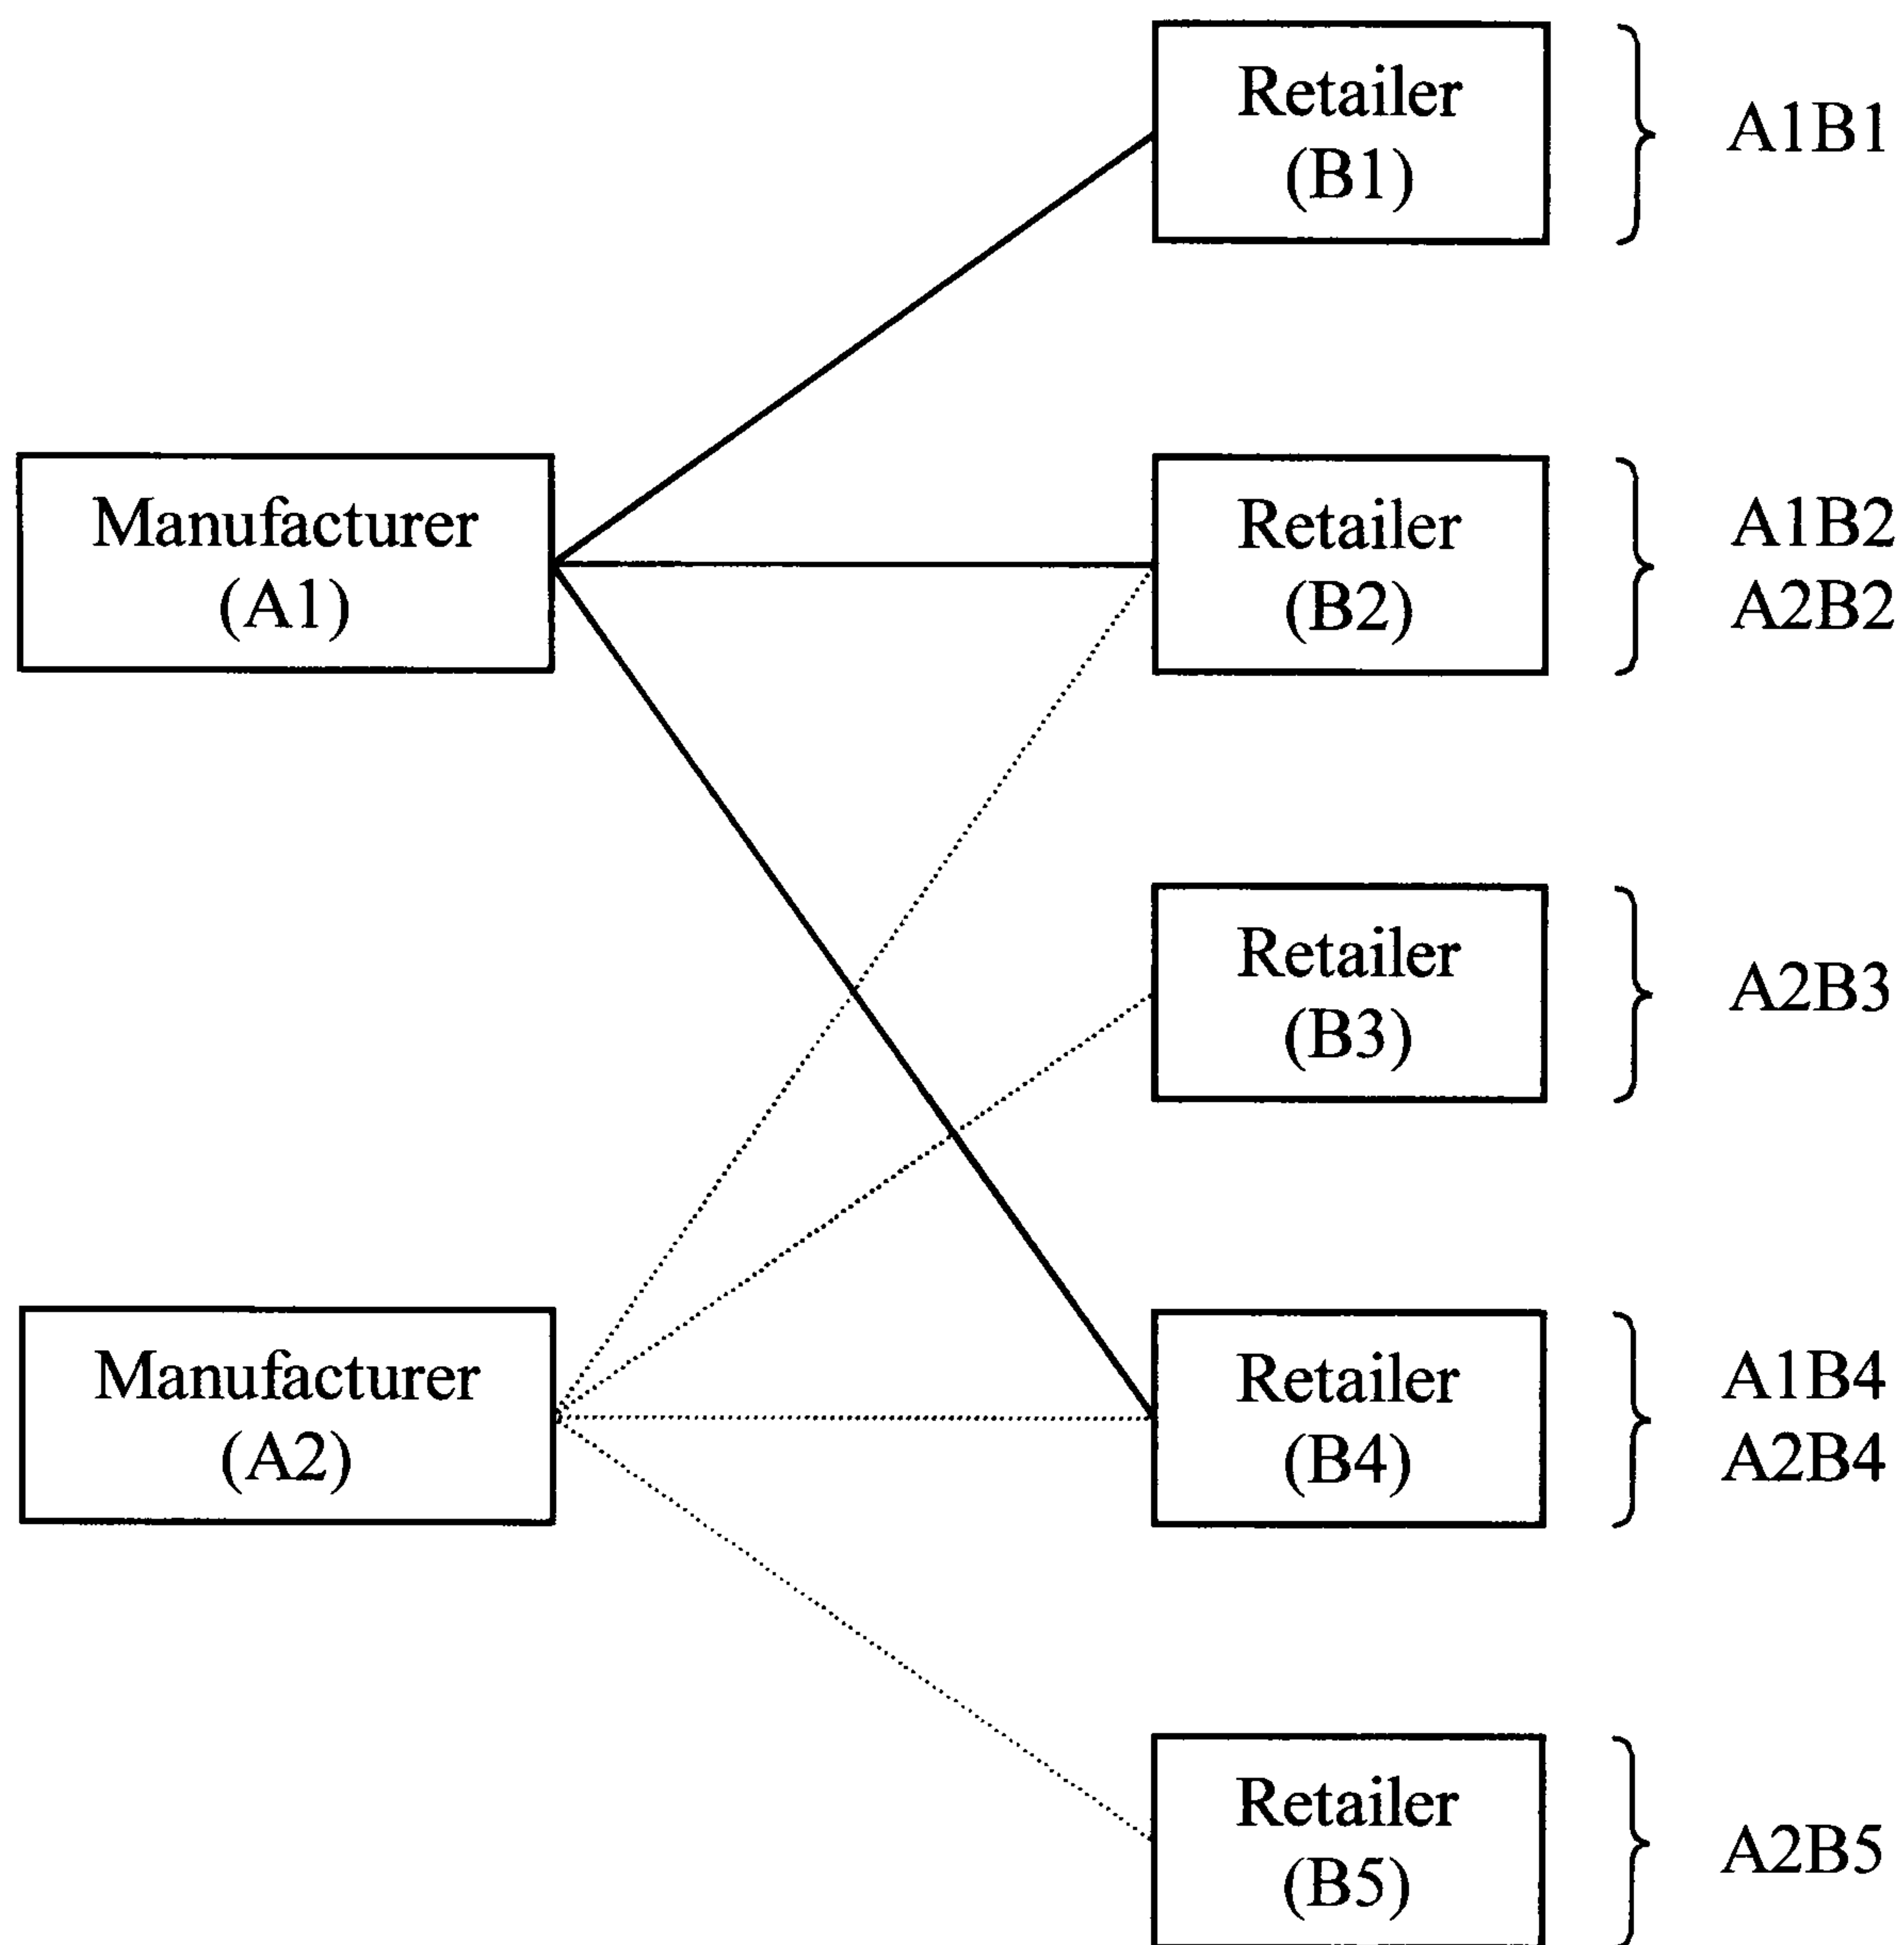 Retailer
(B1)
A1B1
Manufacturer
(A1)
Retailer
(B2)
A1B2
A2B2
Retailer
(B3)
A2B3
Manufacturer
(A2)
Retailer
(B4)
A1B4
A2B4
Retailer
(B5)
A2B5